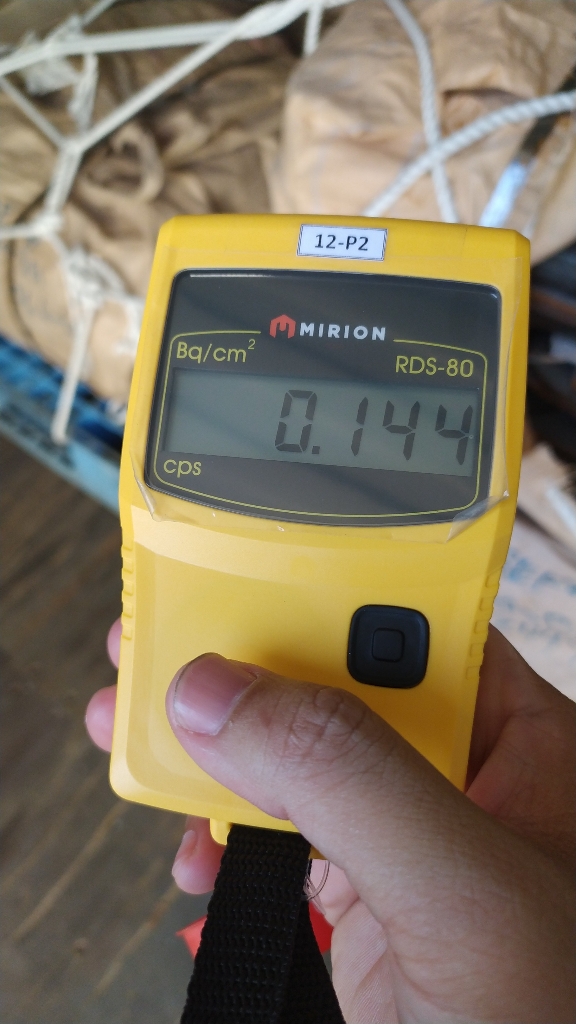 12-P2
MIRION
Bq/cm²
RDS-80
0.144
cps